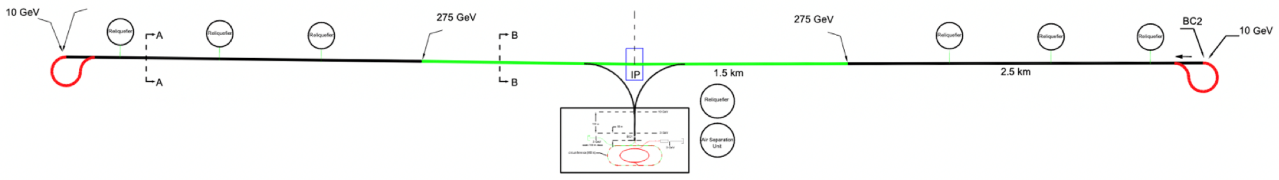 10 GeV
Reliquefier
Reliquefier
Reliquefier
A
A
275 GeV
B
B
IP
1.5 km
275 GeV
2.5 km
Reliquefier
Reliquefier
Reliquefier
BC2
10 GeV
Reliquefier
Air Separation
Unit